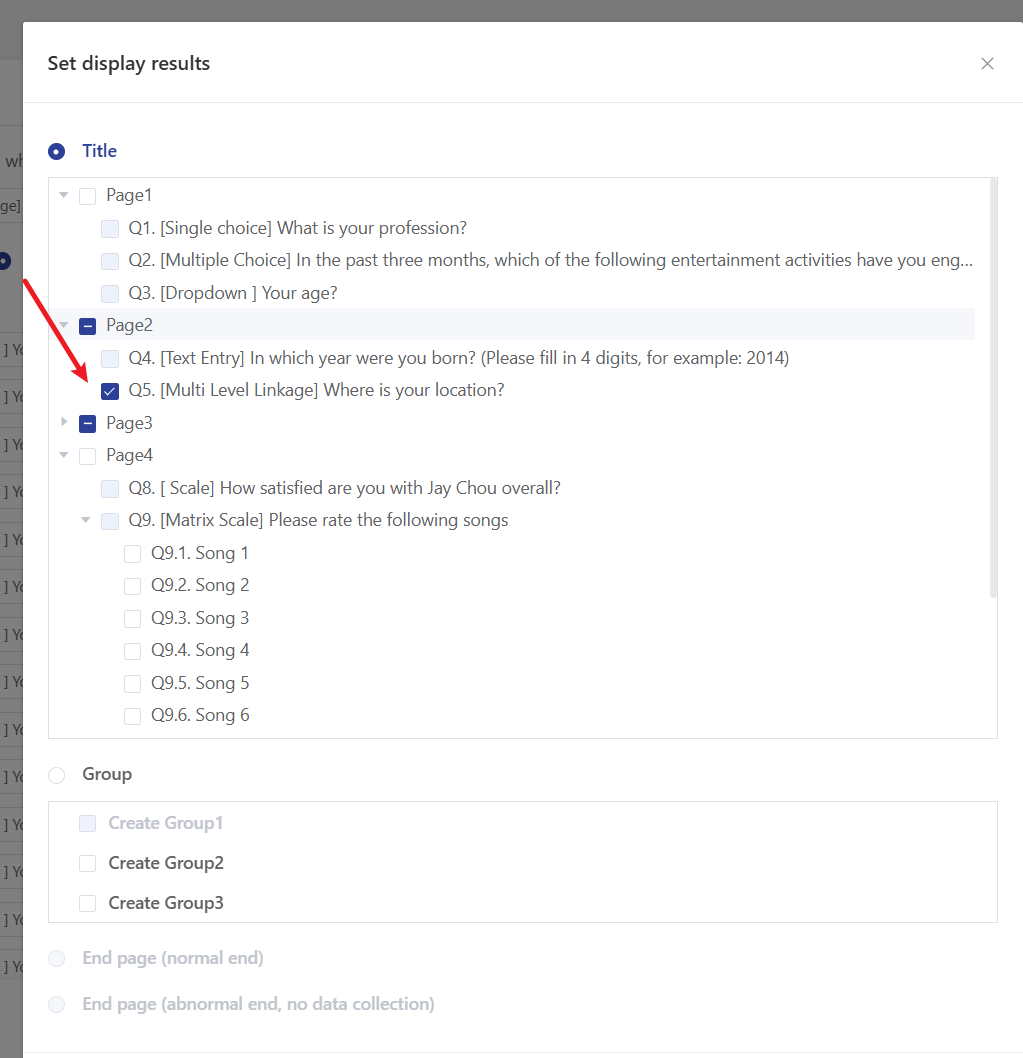 Set display results
Title
Page1
Q1. [Single choice] What is your profession?
Q2. [Multiple Choice] In the past three months, which of the following entertainment activities have you eng...
Q3. [Dropdown ] Your age?
Page2
Q4. [Text Entry] In which year were you born? (Please fill in 4 digits, for example: 2014)
Q5. [Multi Level Linkage] Where is your location?
Page3
Page4
Q8. [ Scale] How satisfied are you with Jay Chou overall?
Q9. [Matrix Scale] Please rate the following songs
Q9.1. Song 1
Q9.2. Song 2
Q9.3. Song 3
Q9.4. Song 4
Q9.5. Song 5
Q9.6. Song 6
Group
Create Group1
Create Group2
Create Group3
End page (normal end)
End page (abnormal end, no data collection)